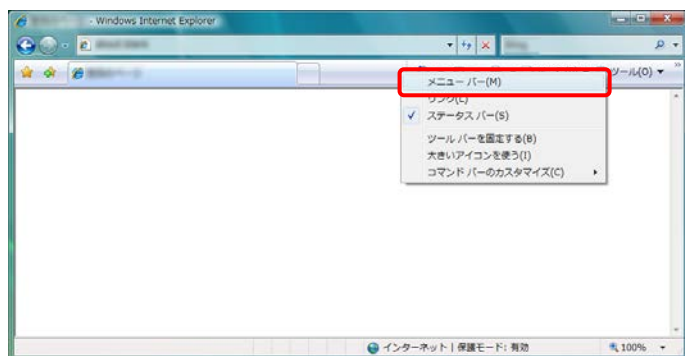 - Windows Internet Explorer
ツール(O)
メニュー バー(M)
リンク(L)
✓ ステータス バー(S)
ツール バーを固定する(B)
大きいアイコンを使う(I)
コマンド バーのカスタマイズ(C)
インターネット | 保護モード: 有効
100%